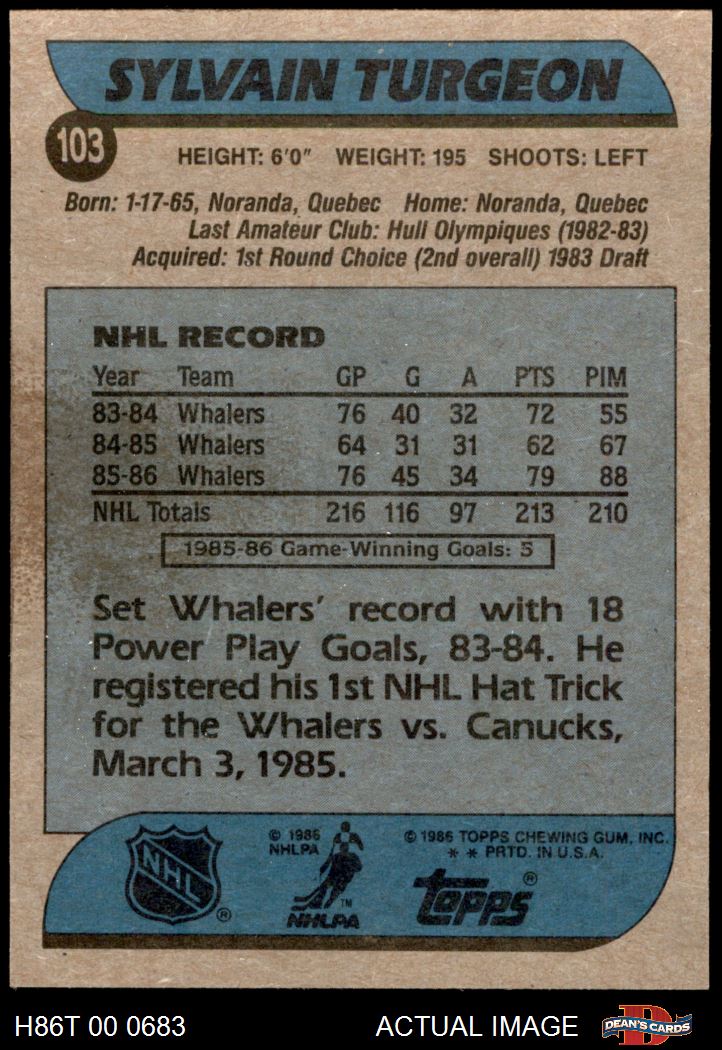 SYLVAIN TURGEON
103
HEIGHT: 6'0" WEIGHT: 195 SHOOTS: LEFT
Born: 1-17-65, Noranda, Quebec Home: Noranda, Quebec
Last Amateur Club: Hull Olympiques (1982-83)
Acquired: 1st Round Choice (2nd overall) 1983 Draft
NHL RECORD
Year Team GP G A PTS PIM
83-84 Whalers 76 40 32 72 55
84-85 Whalers 64 31 31 62 67
85-86 Whalers 76 45 34 79 88
NHL Totals 216 116 97 213 210
1985-86 Game-Winning Goals: 5
Set Whalers' record with 18
Power Play Goals, 83-84. He
registered his 1st NHL Hat Trick
for the Whalers vs. Canucks,
March 3, 1985.
NHL ®
© 1986
NHLPA
TM
NHLPA
© 1986 TOPPS CHEWING GUM, INC.
* * PRTD. IN U.S.A.
topps ®
H86T 00 0683 ACTUAL IMAGE
D
DEAN'S CARDS